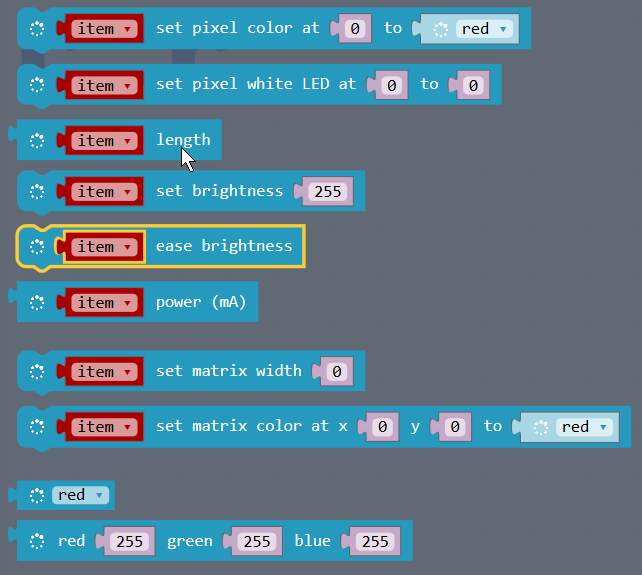 item set pixel color at 0 to red
item set pixel white LED at 0 to 0
item length
item set brightness 255
item ease brightness
item power (mA)
item set matrix width 0
item set matrix color at x 0 y 0 to red
red
red 255 green 255 blue 255